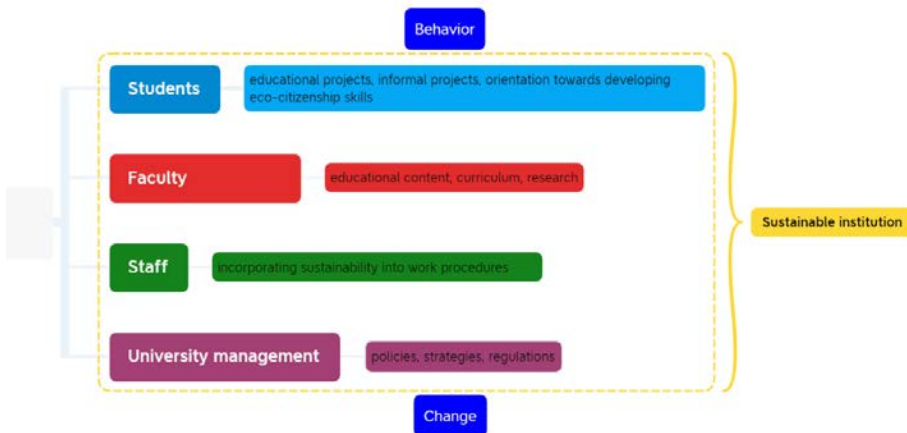 Behavior
Students
educational projects, informal projects, orientation towards developing
eco-citizenship skills
Faculty
educational content, curriculum, research
Sustainable institution
Staff
incorporating sustainability into work procedures
University management
policies, strategies, regulations
Change